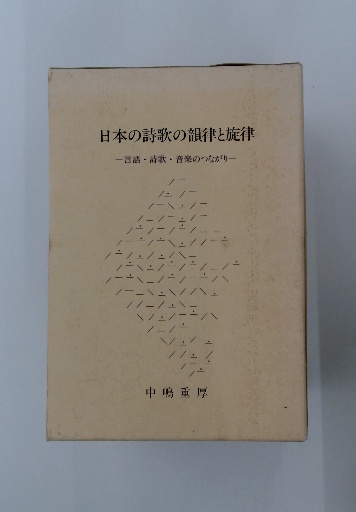 日本の詩歌の韻律と旋律
―言語・詩歌・音楽のつながり―
中嶋重厚